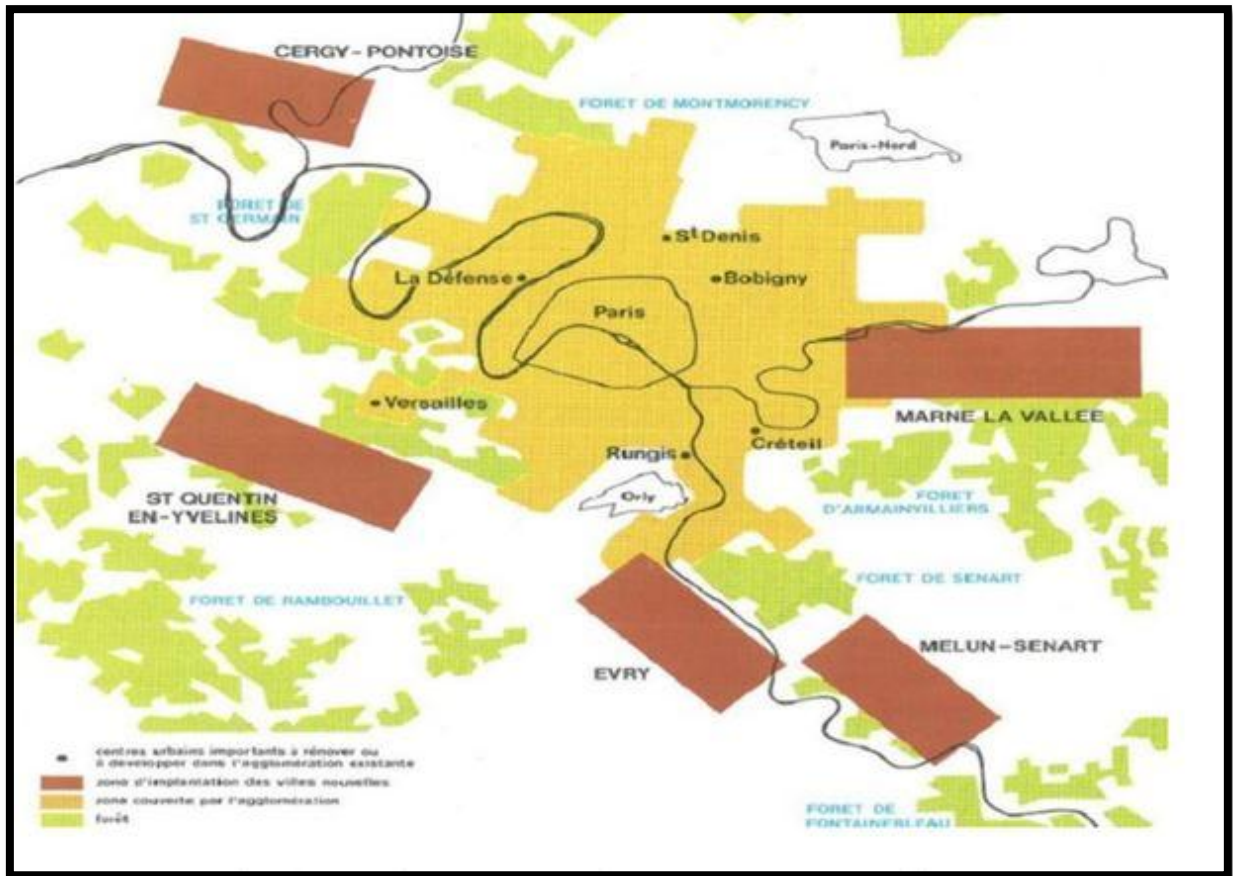 CERGY-PONTOISE
FORET DE MONTMORENCY
Paris-Nord
FORET DE
ST GERMAIN
St Denis
La Défense
Bobigny
Paris
Versailles
MARNE LA VALLEE
Créteil
Rungis
Orly
ST QUENTIN
EN-YVELINES
FORET
D'ARMAINVILLIERS
FORET DE SENART
FORET DE RAMBOUILLET
MELUN-SENART
EVRY
centres urbains importants à rénover ou
à développer dans l'agglomération existante
zone d'implantation des villes nouvelles
zone couverte par l'agglomération
forêt
FORET DE
FONTAINEBLEAU